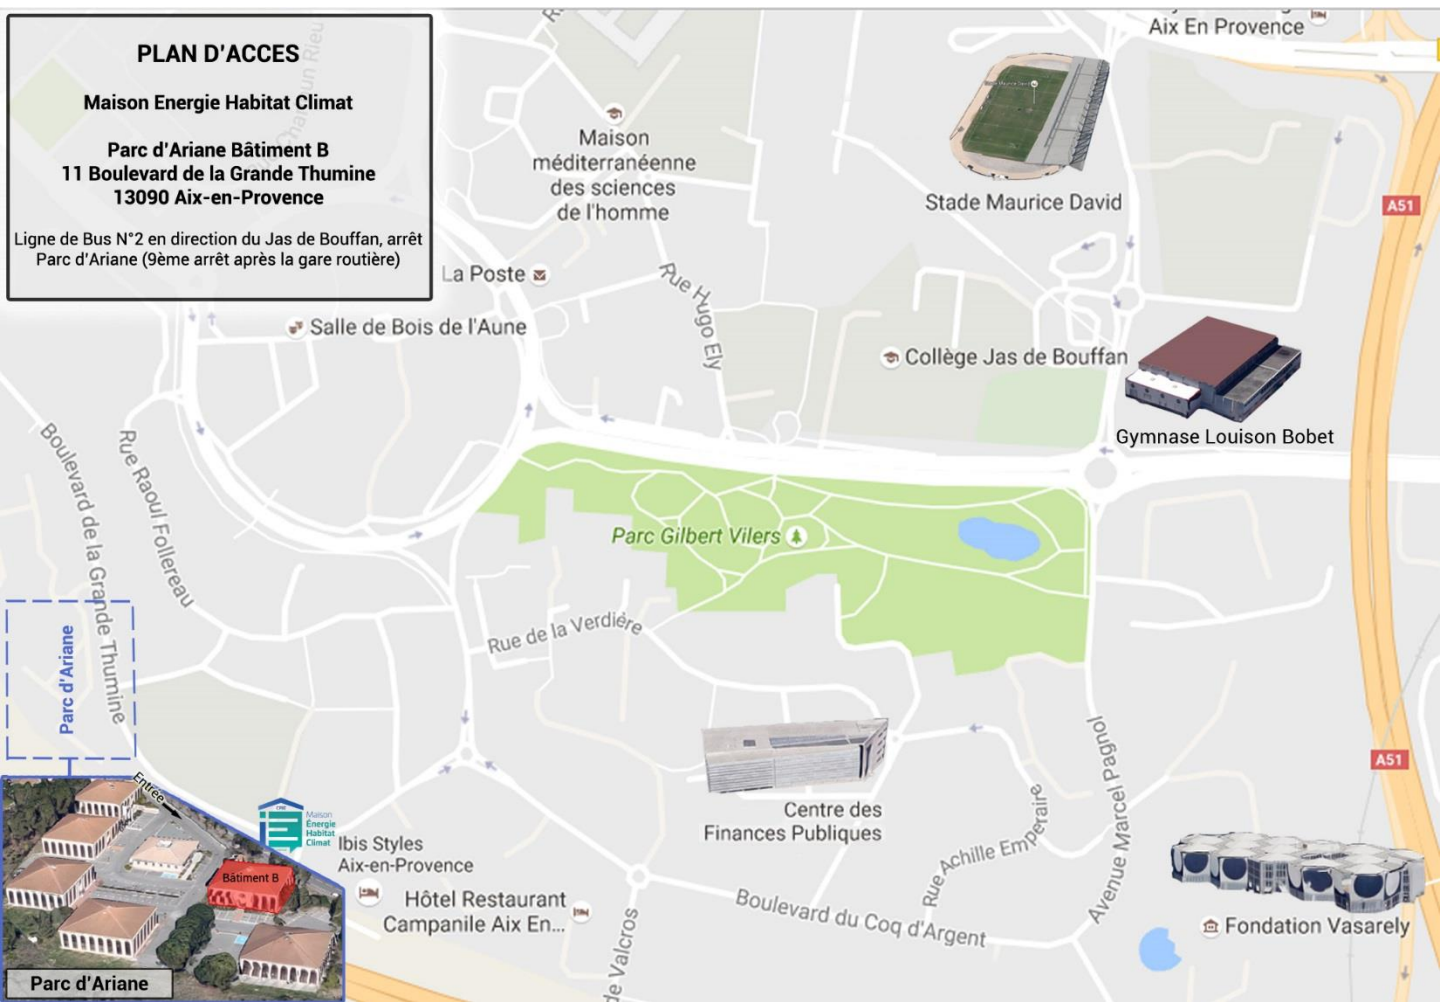 PLAN D'ACCES
Maison Energie Habitat Climat
Parc d'Ariane Bâtiment B
11 Boulevard de la Grande Thumine
13090 Aix-en-Provence
Ligne de Bus N°2 en direction du Jas de Bouffan, arrêt
Parc d'Ariane (9ème arrêt après la gare routière)
Aix En Provence
Maison
méditerranéenne
des sciences
de l'homme
Stade Maurice David
A51
La Poste
Rue Hugo Ely
Salle de Bois de l'Aune
Collège Jas de Bouffan
Gymnase Louison Bobet
Boulevard de la Grande Thumine
Rue Raoul Follereau
Parc Gilbert Vilers
Rue de la Verdière
Parc d'Ariane
Avenue Marcel Pagnol
A51
Centre des
Finances Publiques
Rue Achille Emperaire
Entrée
Maison
Énergie
Habitat
Climat
Ibis Styles
Aix-en-Provence
Bâtiment B
Hôtel Restaurant
Campanile Aix En...
Boulevard du Coq d'Argent
Fondation Vasarely
de Valcros
Parc d'Ariane